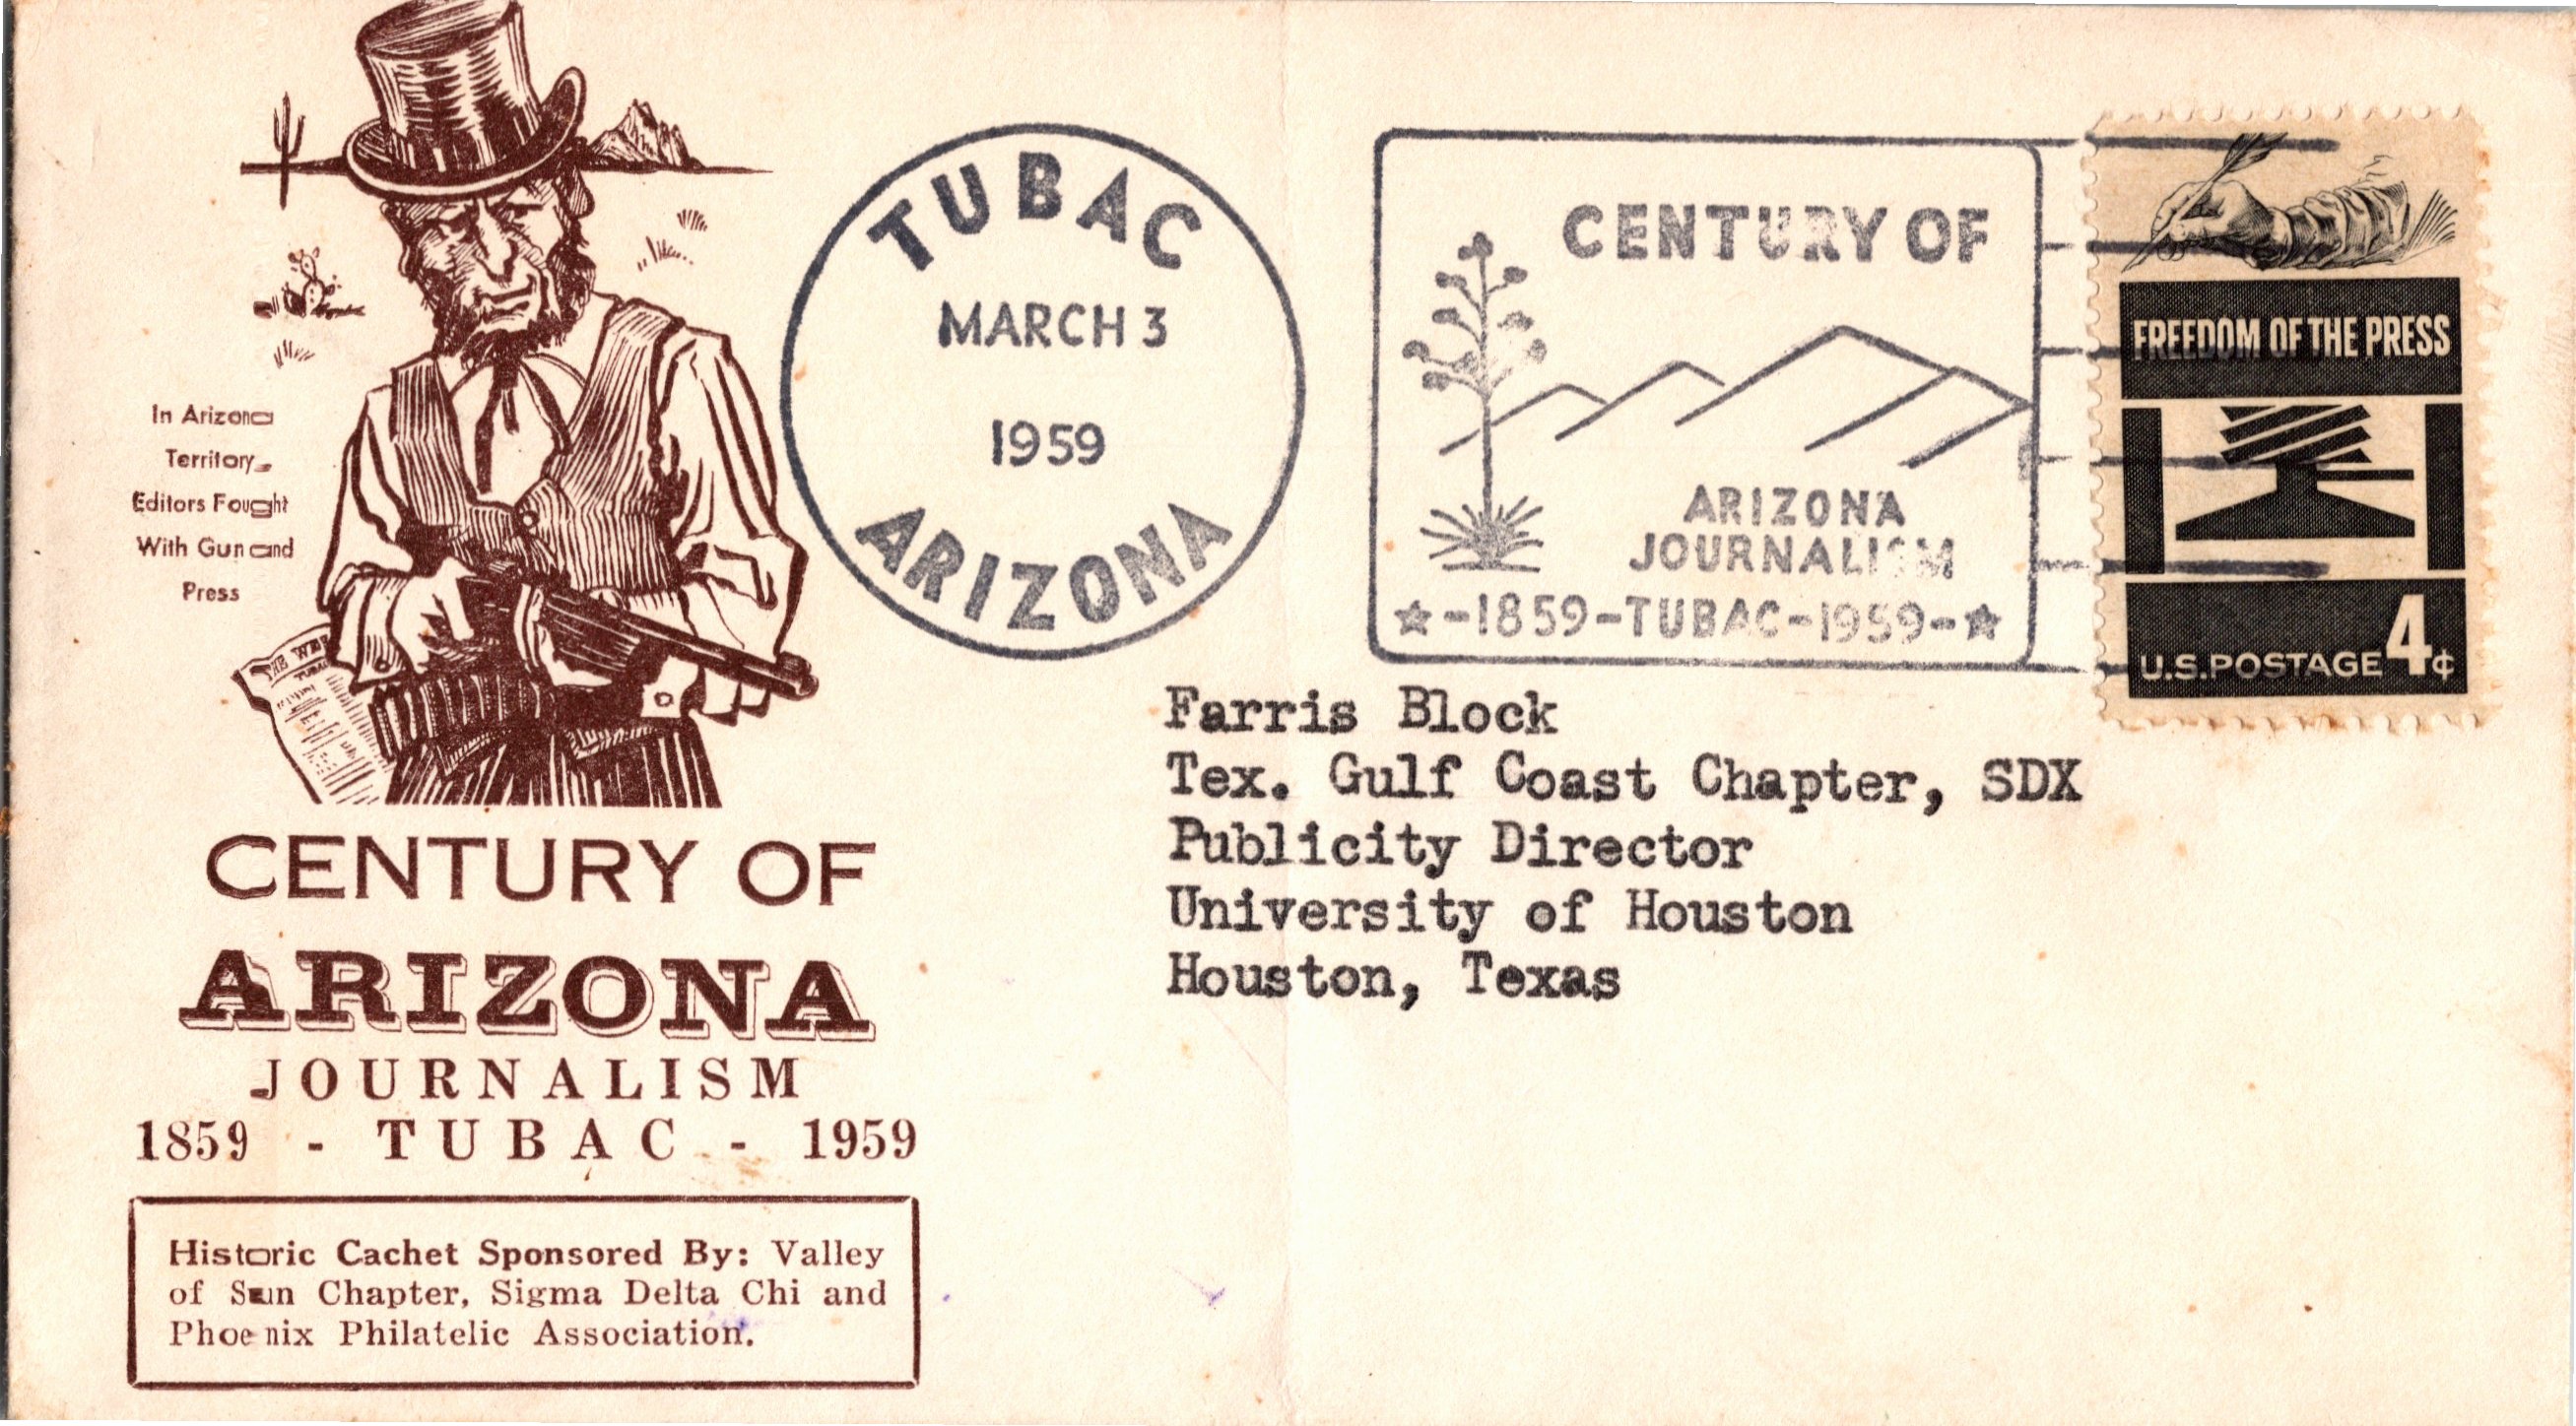 In Arizona
Territory
Editors Fought
With Gun and
Press
THE WE
TUBA
CENTURY OF
ARIZONA
JOURNALISM
1859 - TUBAC - 1959
Historic Cachet Sponsored By: Valley
of Sun Chapter, Sigma Delta Chi and
Phoenix Philatelic Association.
TUBAC
MARCH 3
1959
ARIZONA
CENTURY OF
ARIZONA
JOURNALISM
★-1859-TUBAC-1959-★
FREEDOM OF THE PRESS
U.S. POSTAGE 4¢
Farris Block
Tex. Gulf Coast Chapter, SDX
Publicity Director
University of Houston
Houston, Texas